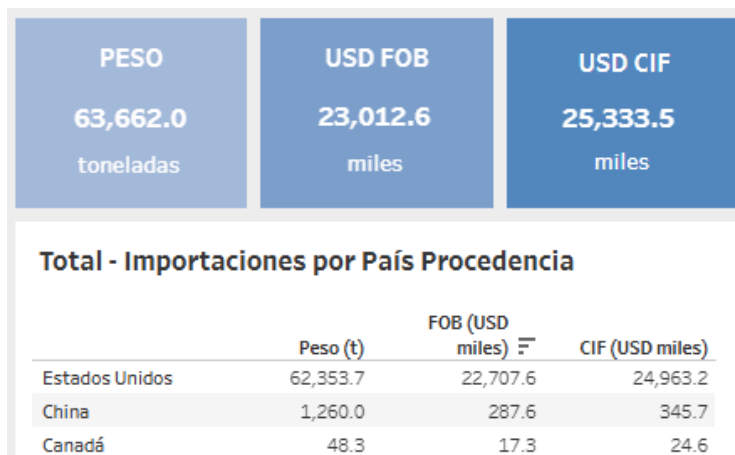 PESO
63,662.0
toneladas
USD FOB
23,012.6
miles
USD CIF
25,333.5
miles
Total - Importaciones por País Procedencia
Peso (t) FOB (USD miles) CIF (USD miles)
Estados Unidos 62,353.7 22,707.6 24,963.2
China 1,260.0 287.6 345.7
Canadá 48.3 17.3 24.6